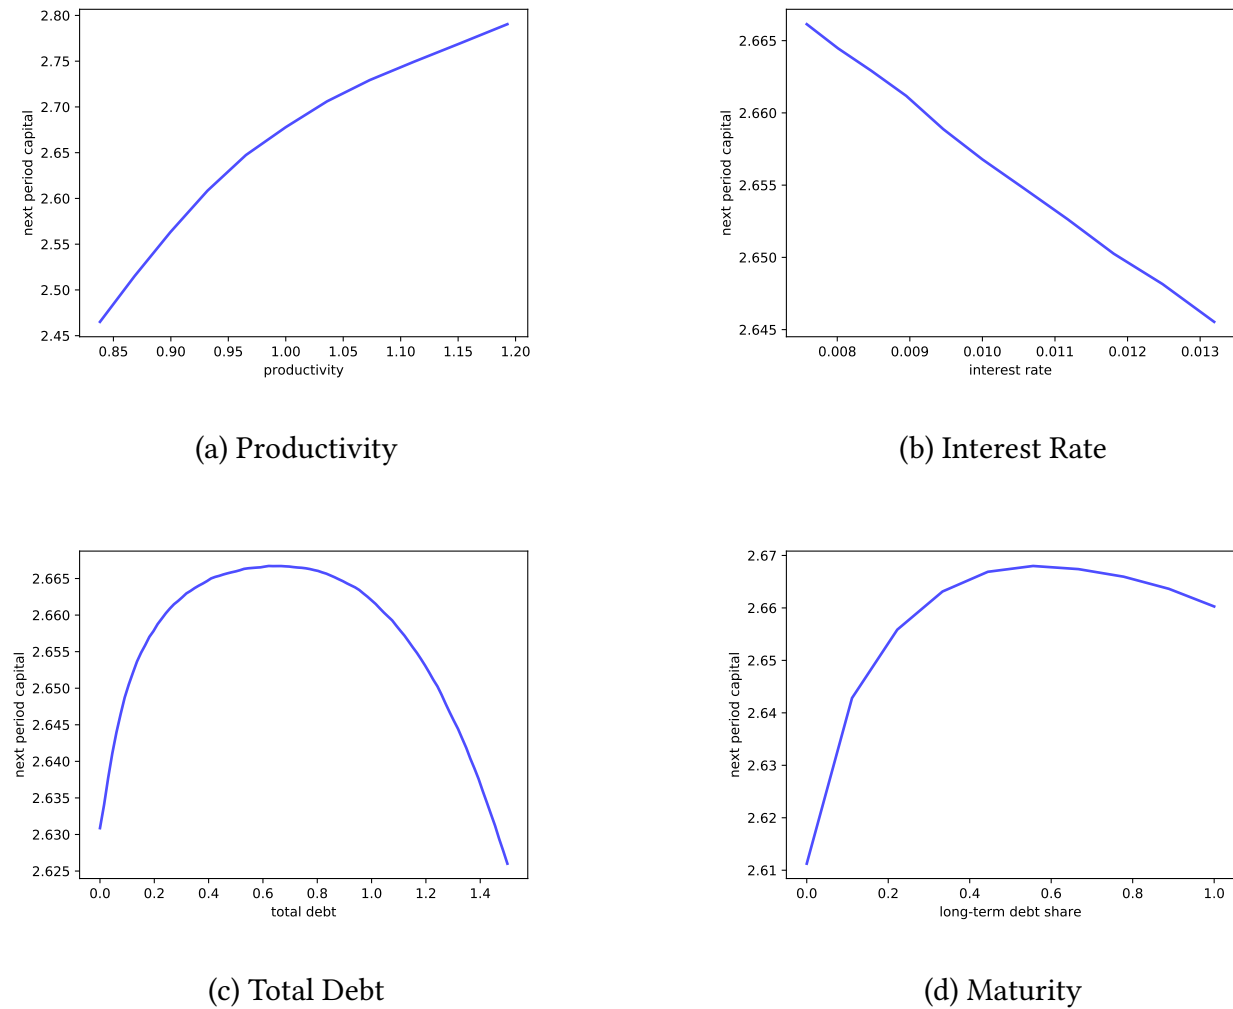 2.80
2.75
2.70
2.65
2.60
2.55
2.50
2.45
next period capital
0.85 0.90 0.95 1.00 1.05 1.10 1.15 1.20
productivity
(a) Productivity
2.665
2.660
2.655
2.650
2.645
next period capital
0.008 0.009 0.010 0.011 0.012 0.013
interest rate
(b) Interest Rate
2.665
2.660
2.655
2.650
2.645
2.640
2.635
2.630
2.625
next period capital
0.0 0.2 0.4 0.6 0.8 1.0 1.2 1.4
total debt
(c) Total Debt
2.67
2.66
2.65
2.64
2.63
2.62
2.61
next period capital
0.0 0.2 0.4 0.6 0.8 1.0
long-term debt share
(d) Maturity